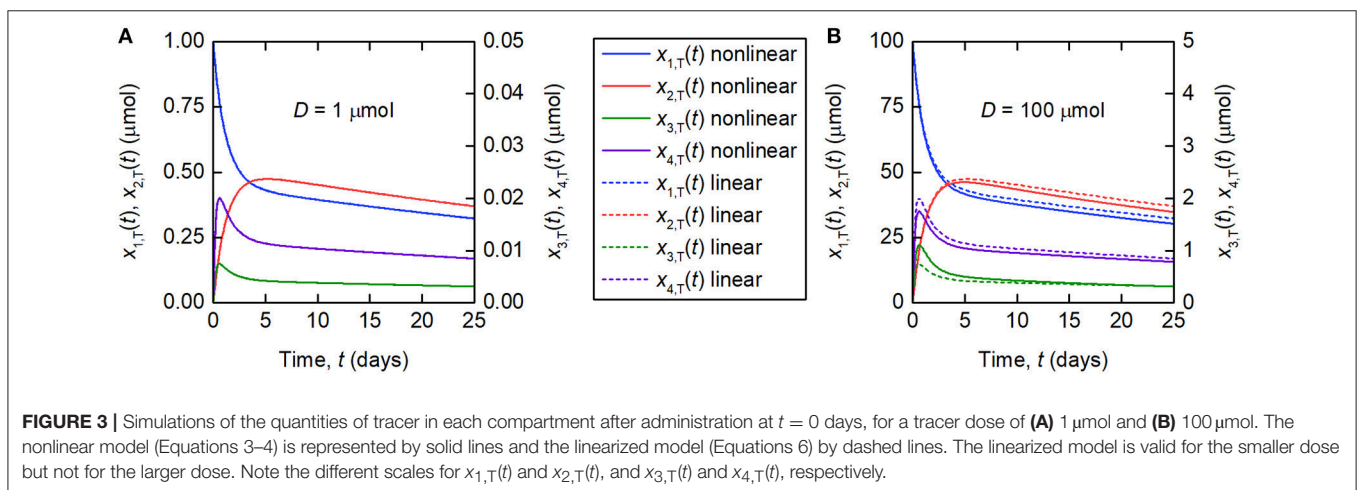 A
1.00
0.75
0.50
0.25
0.00
x1,T(t), x2,T(t) (μmol)
D = 1 μmol
0.05
0.04
0.03
0.02
0.01
0.00
x3,T(t), x4,T(t) (μmol)
0 5 10 15 20 25
Time, t (days)
x1,T(t) nonlinear
x2,T(t) nonlinear
x3,T(t) nonlinear
x4,T(t) nonlinear
x1,T(t) linear
x2,T(t) linear
x3,T(t) linear
x4,T(t) linear
B
100
75
50
25
0
x1,T(t), x2,T(t) (μmol)
D = 100 μmol
5
4
3
2
1
0
x3,T(t), x4,T(t) (μmol)
0 5 10 15 20 25
Time, t (days)
FIGURE 3 | Simulations of the quantities of tracer in each compartment after administration at t = 0 days, for a tracer dose of (A) 1 μmol and (B) 100 μmol. The
nonlinear model (Equations 3–4) is represented by solid lines and the linearized model (Equations 6) by dashed lines. The linearized model is valid for the smaller dose
but not for the larger dose. Note the different scales for x1,T(t) and x2,T(t), and x3,T(t) and x4,T(t), respectively.